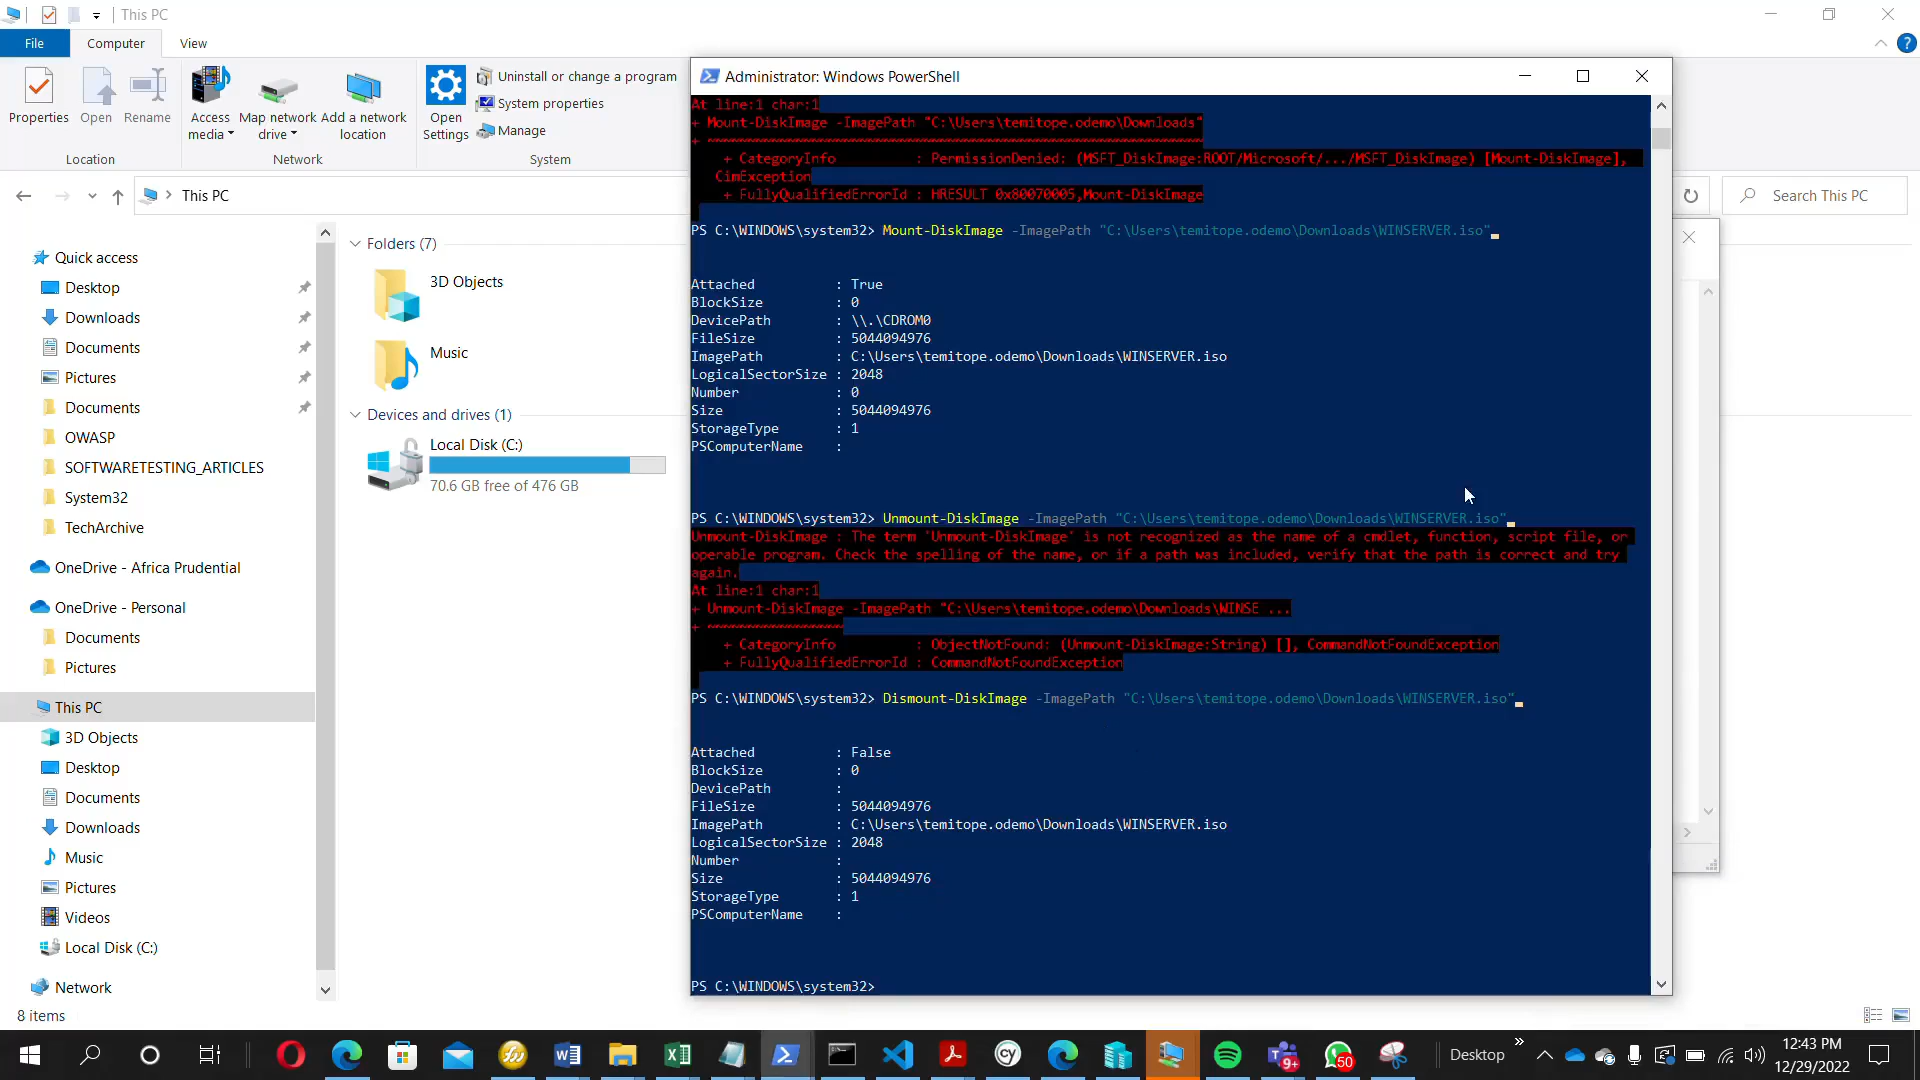 This PC
File
Computer
View
Properties
Open
Rename
Location
Access media
Map network drive
Add a network location
Network
Open Settings
Uninstall or change a program
System properties
Manage
System
This PC
Search This PC
Quick access
Desktop
Downloads
Documents
Pictures
Documents
OWASP
SOFTWARETESTING_ARTICLES
System32
TechArchive
OneDrive - Africa Prudential
OneDrive - Personal
Documents
Pictures
This PC
3D Objects
Desktop
Documents
Downloads
Music
Pictures
Videos
Local Disk (C:)
Network
8 items
Folders (7)
3D Objects
Music
Devices and drives (1)
Local Disk (C:)
70.6 GB free of 476 GB
Administrator: Windows PowerShell
At line:1 char:1
+ Mount-DiskImage -ImagePath "C:\Users\temitope.odemo\Downloads"
+ ~~~~~~~~~~~~~~~~~~~~~~~~~~~~~~~~~~~~~~~~~~~~~~~~~~~~~~~~~~~~~~
+ CategoryInfo : PermissionDenied: (MSFT_DiskImage:ROOT/Microsoft/.../MSFT_DiskImage) [Mount-DiskImage],
CimException
+ FullyQualifiedErrorId : HRESULT 0x80070005,Mount-DiskImage
PS C:\WINDOWS\system32> Mount-DiskImage -ImagePath "C:\Users\temitope.odemo\Downloads\WINSERVER.iso"
Attached : True
BlockSize : 0
DevicePath : \\.\CDROM0
FileSize : 5044094976
ImagePath : C:\Users\temitope.odemo\Downloads\WINSERVER.iso
LogicalSectorSize : 2048
Number : 0
Size : 5044094976
StorageType : 1
PSComputerName :
PS C:\WINDOWS\system32> Unmount-DiskImage -ImagePath "C:\Users\temitope.odemo\Downloads\WINSERVER.iso"
Unmount-DiskImage : The term 'Unmount-DiskImage' is not recognized as the name of a cmdlet, function, script file, or
operable program. Check the spelling of the name, or if a path was included, verify that the path is correct and try
again.
At line:1 char:1
+ Unmount-DiskImage -ImagePath "C:\Users\temitope.odemo\Downloads\WINSE ...
+ ~~~~~~~~~~~~~~~~~
+ CategoryInfo : ObjectNotFound: (Unmount-DiskImage:String) [], CommandNotFoundException
+ FullyQualifiedErrorId : CommandNotFoundException
PS C:\WINDOWS\system32> Dismount-DiskImage -ImagePath "C:\Users\temitope.odemo\Downloads\WINSERVER.iso"
Attached : False
BlockSize : 0
DevicePath :
FileSize : 5044094976
ImagePath : C:\Users\temitope.odemo\Downloads\WINSERVER.iso
LogicalSectorSize : 2048
Number :
Size : 5044094976
StorageType : 1
PSComputerName :
PS C:\WINDOWS\system32>
Desktop
12:43 PM
12/29/2022
cy
9+
50